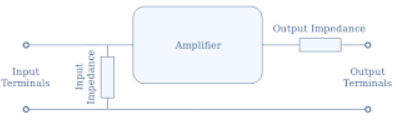 Output Impedance
Amplifier
Input
Terminals
Input
Impedance
Output
Terminals